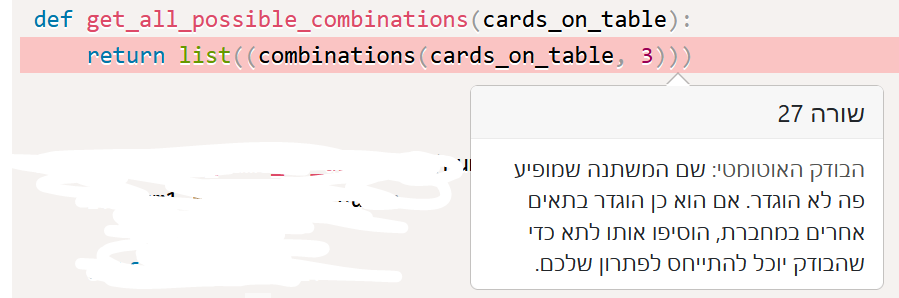 def get_all_possible_combinations(cards_on_table):
return list((combinations(cards_on_table, 3)))
שורה 27
הבודק האוטומטי: שם המשתנה שמופיע
פה לא הוגדר. אם הוא כן הוגדר בתאים
אחרים במחברת, הוסיפו אותו לתא כדי
שהבודק יוכל להתייחס לפתרון שלכם.